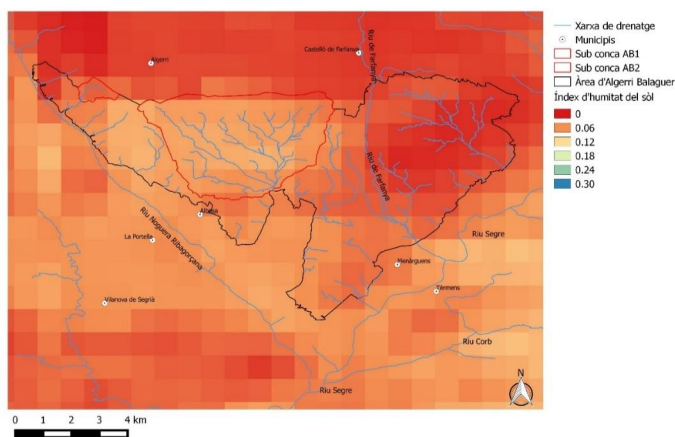 Algerri
Castelló de Farfanya
Riu de Farfanya
Riu de Farfanya
Albesa
La Portella
Riu Noguera Ribagorçana
Vilanova de Segrià
Menàrguens
Térmens
Riu Segre
Riu Corb
Riu Segre
N
0 1 2 3 4 km
Xarxa de drenatge
Municipis
Sub conca AB1
Sub conca AB2
Àrea d'Algerri Balaguer
Índex d'humitat del sòl
0
0.06
0.12
0.18
0.24
0.30